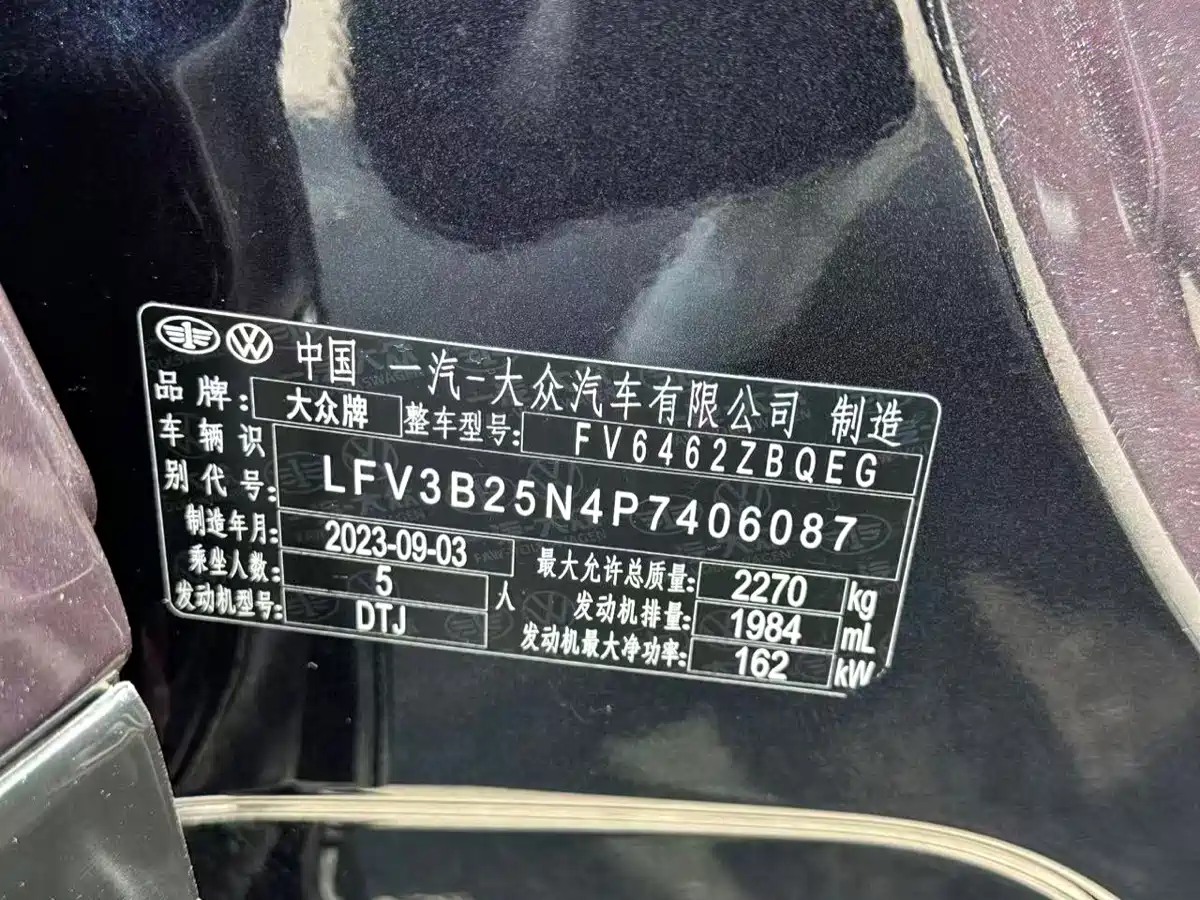 中国 一汽-大众汽车有限公司 制造
品牌: 大众牌 整车型号: FV6462ZBQEG
车辆识别代号: LFV3B25N4P7406087
制造年月: 2023-09-03
乘坐人数: 5 人
发动机型号: DTJ
最大允许总质量: 2270 kg
发动机排量: 1984 mL
发动机最大净功率: 162 kW